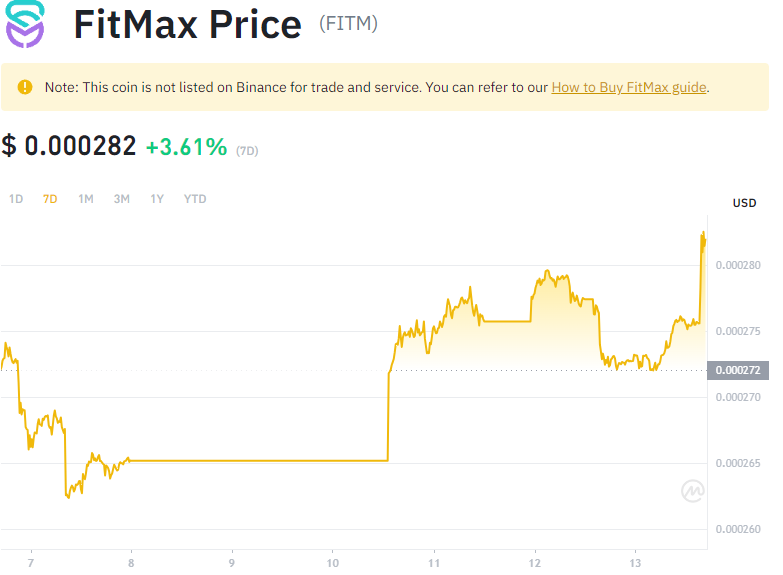 FitMax Price (FITM)
Note: This coin is not listed on Binance for trade and service. You can refer to our How to Buy FitMax guide.
$ 0.000282 +3.61% (7D)
1D 7D 1M 3M 1Y YTD
USD
0.000280
0.000275
0.000272
0.000270
0.000265
0.000260
7 8 9 10 11 12 13